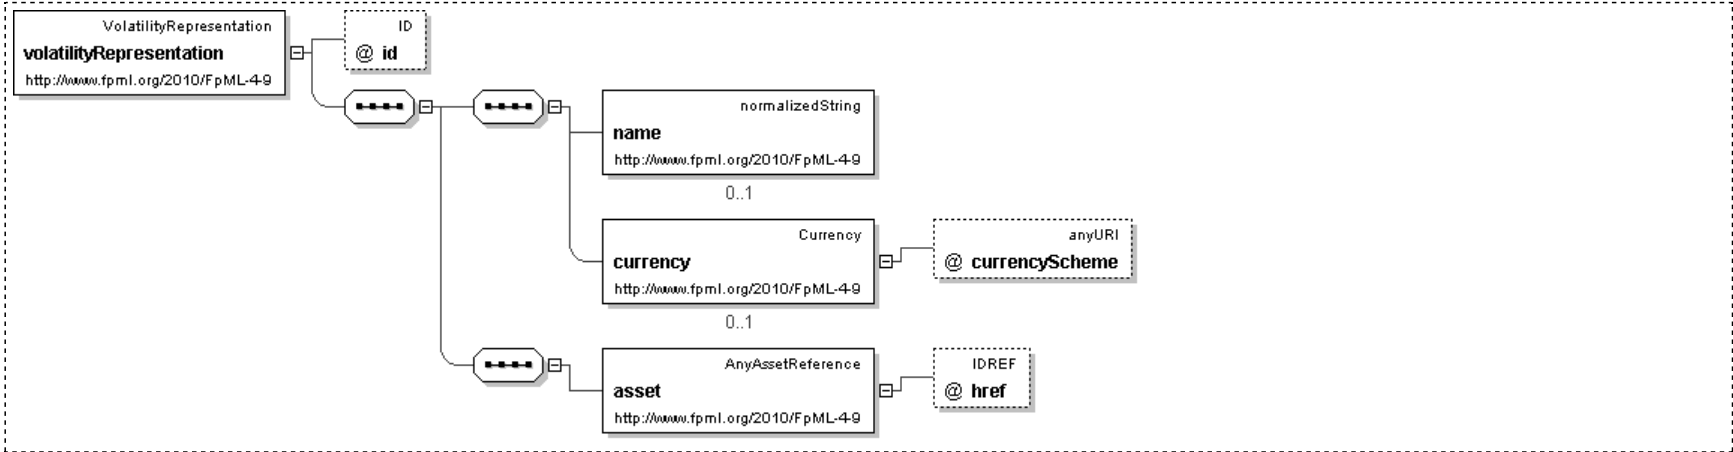 VolatilityRepresentation
volatilityRepresentation
http://www.fpml.org/2010/FpML-4-9
ID
@ id
normalizedString
name
http://www.fpml.org/2010/FpML-4-9
0..1
Currency
currency
http://www.fpml.org/2010/FpML-4-9
0..1
anyURI
@ currencyScheme
AnyAssetReference
asset
http://www.fpml.org/2010/FpML-4-9
IDREF
@ href